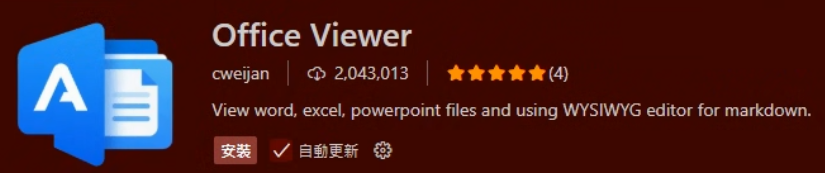 Office Viewer
cweijan 2,043,013 (4)
View word, excel, powerpoint files and using WYSIWYG editor for markdown.
安裝 自動更新